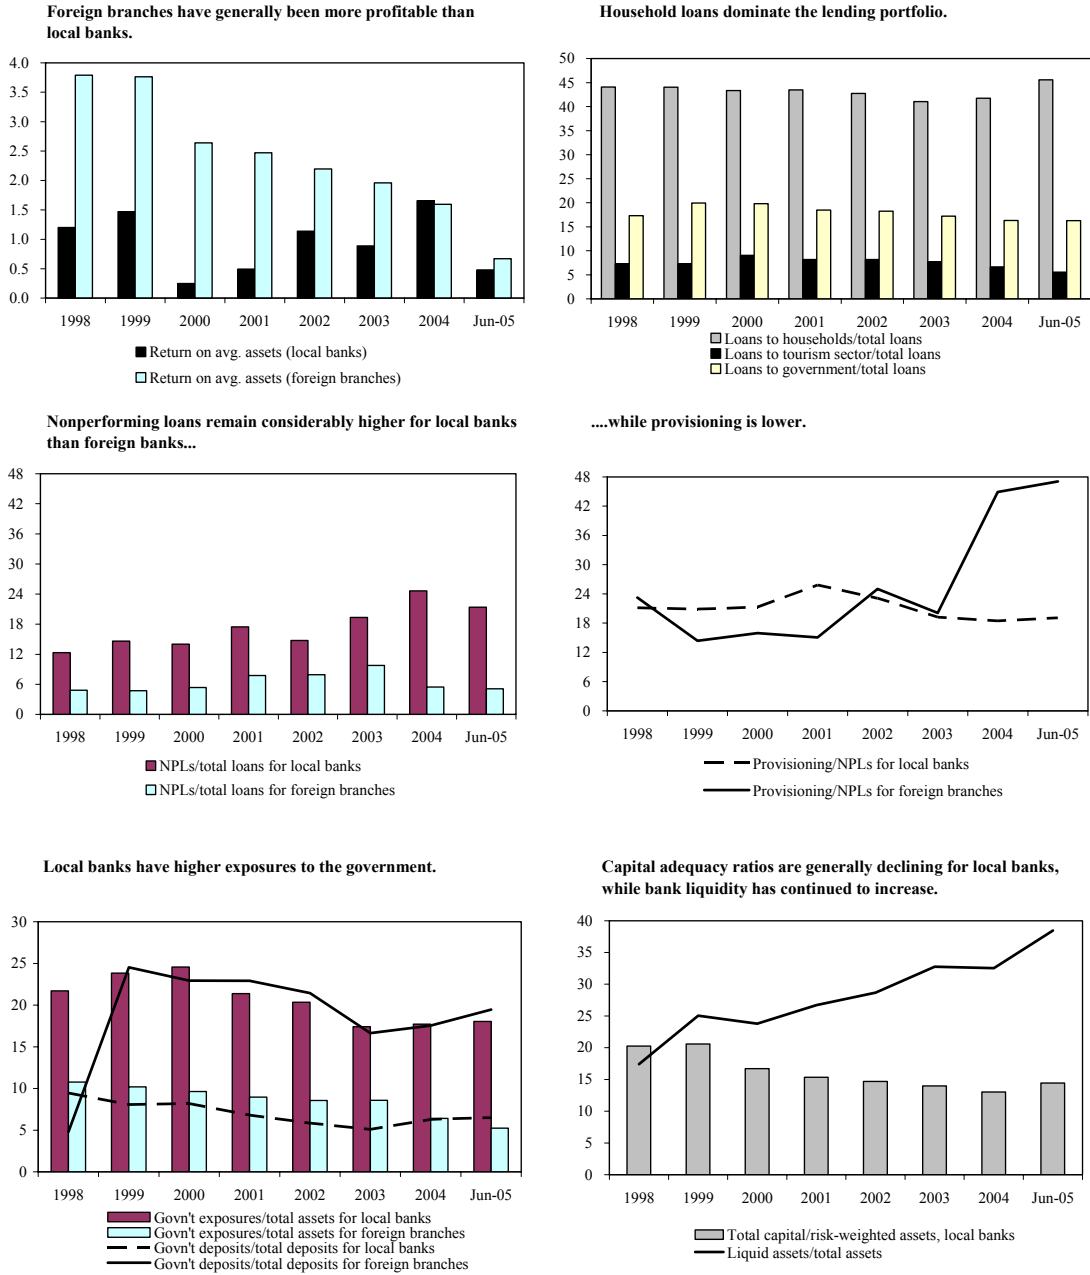 Foreign branches have generally been more profitable than
local banks.
4.0
3.5
3.0
2.5
2.0
1.5
1.0
0.5
0.0
1998 1999 2000 2001 2002 2003 2004 Jun-05
Return on avg. assets (local banks)
Return on avg. assets (foreign branches)
Household loans dominate the lending portfolio.
50
45
40
35
30
25
20
15
10
5
0
1998 1999 2000 2001 2002 2003 2004 Jun-05
Loans to households/total loans
Loans to tourism sector/total loans
Loans to government/total loans
Nonperforming loans remain considerably higher for local banks
than foreign banks...
48
42
36
30
24
18
12
6
0
1998 1999 2000 2001 2002 2003 2004 Jun-05
NPLs/total loans for local banks
NPLs/total loans for foreign branches
....while provisioning is lower.
48
42
36
30
24
18
12
6
0
1998 1999 2000 2001 2002 2003 2004 Jun-05
Provisioning/NPLs for local banks
Provisioning/NPLs for foreign branches
Local banks have higher exposures to the government.
30
25
20
15
10
5
0
1998 1999 2000 2001 2002 2003 2004 Jun-05
Govn't exposures/total assets for local banks
Govn't exposures/total assets for foreign branches
Govn't deposits/total deposits for local banks
Govn't deposits/total deposits for foreign branches
Capital adequacy ratios are generally declining for local banks,
while bank liquidity has continued to increase.
40
35
30
25
20
15
10
5
0
1998 1999 2000 2001 2002 2003 2004 Jun-05
Total capital/risk-weighted assets, local banks
Liquid assets/total assets